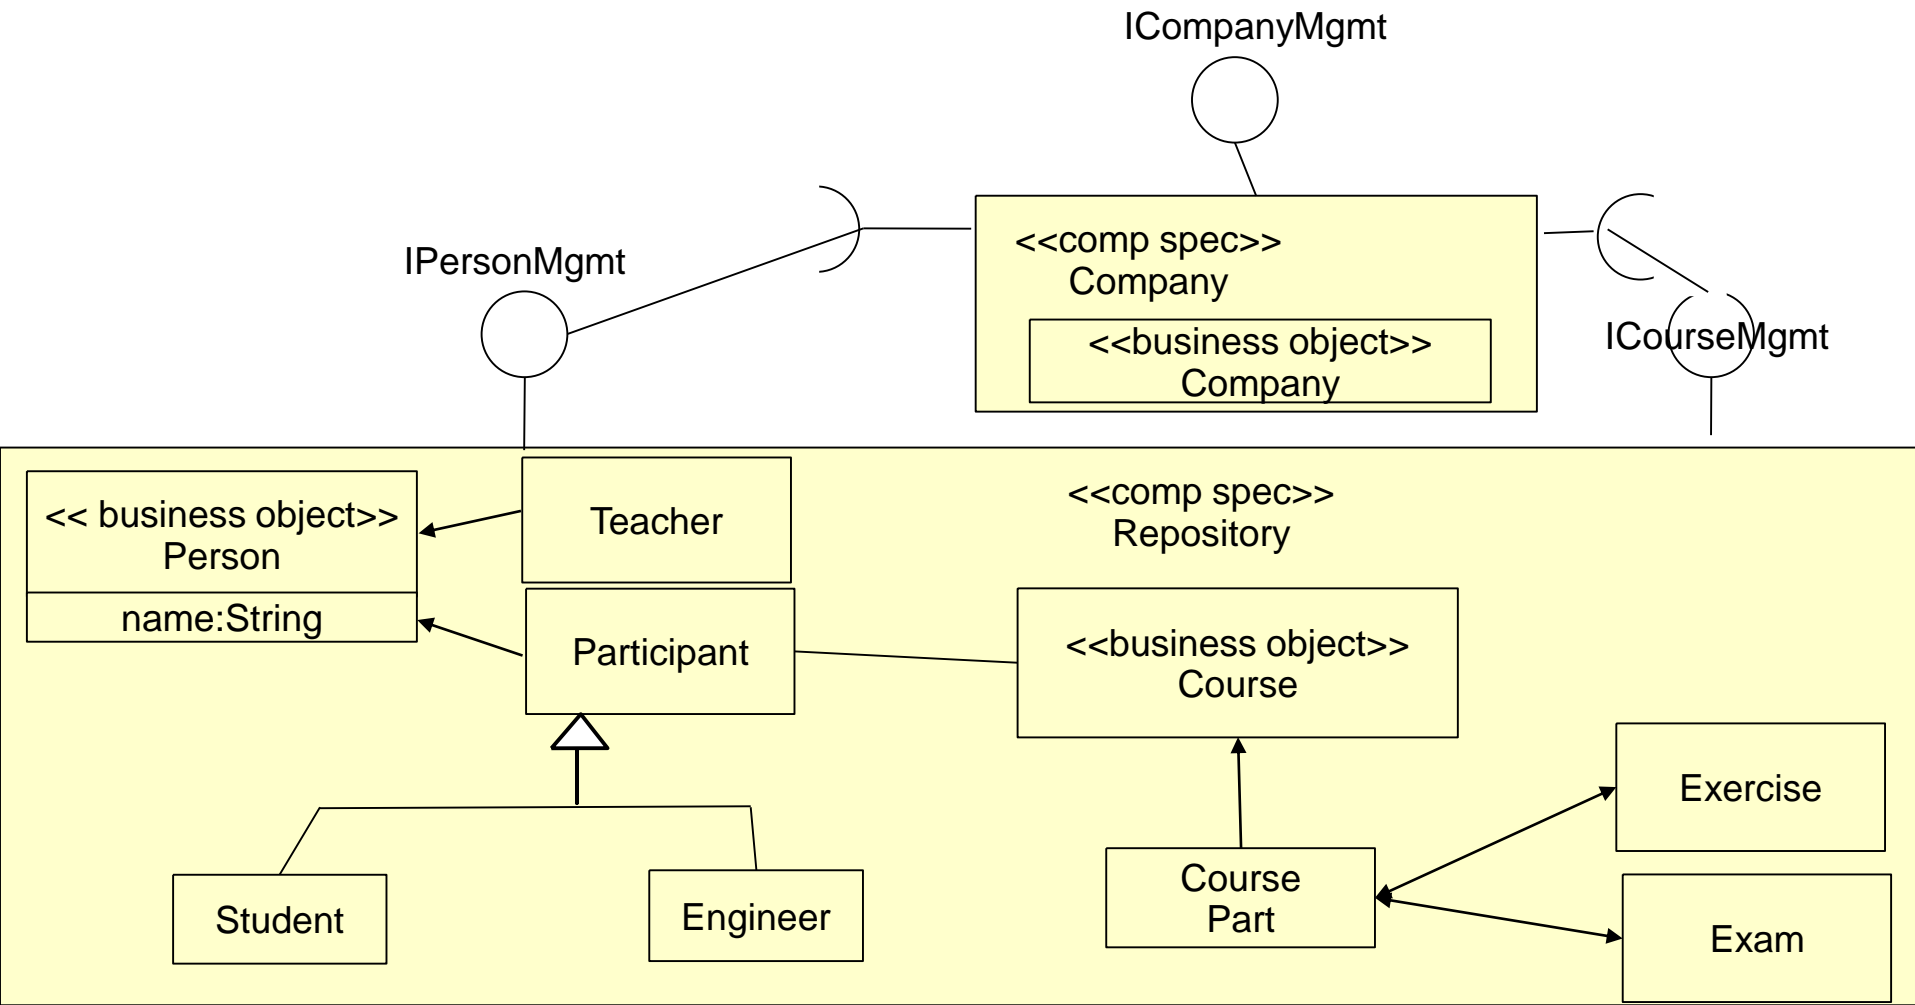 ICompanyMgmt
IPersonMgmt
<<comp spec>>
Company
<<business object>>
Company
ICourseMgmt
<< business object>>
Person
name:String
Teacher
<<comp spec>>
Repository
Participant
<<business object>>
Course
Exercise
Student
Engineer
Course
Part
Exam